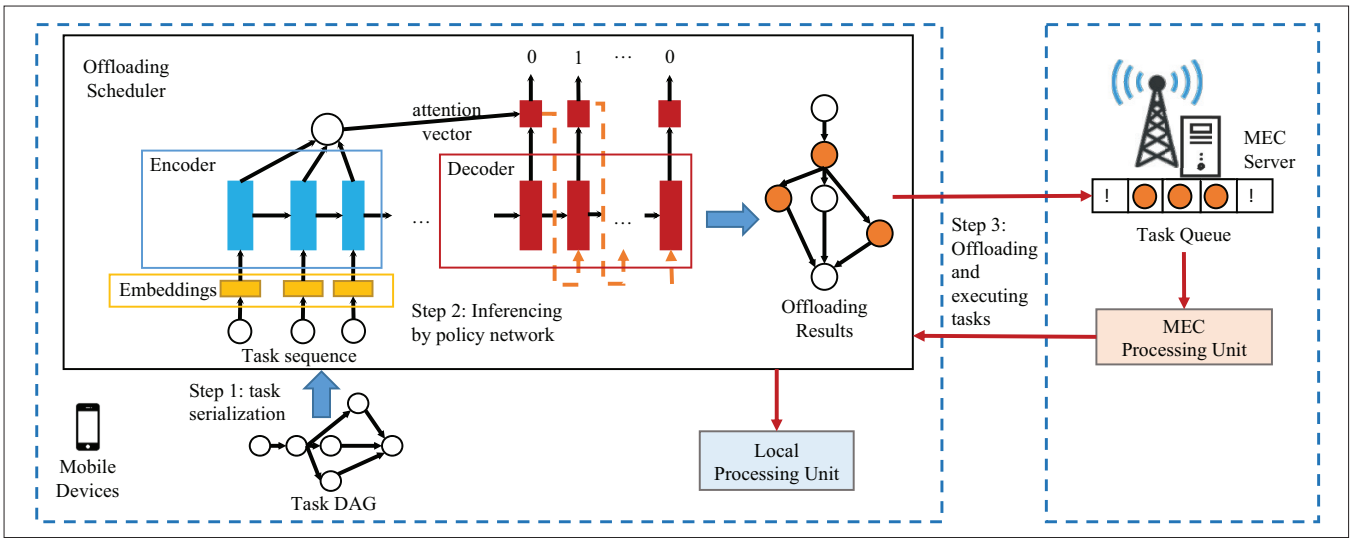 Offloading
Scheduler
0
1
...
0
attention
vector
Encoder
Decoder
...
...
Embeddings
Step 2: Inferencing
by policy network
Task sequence
Offloading
Results
Step 1: task
serialization
Mobile
Devices
Task DAG
Local
Processing Unit
Step 3:
Offloading
and
executing
tasks
MEC
Server
!
!
Task Queue
MEC
Processing Unit